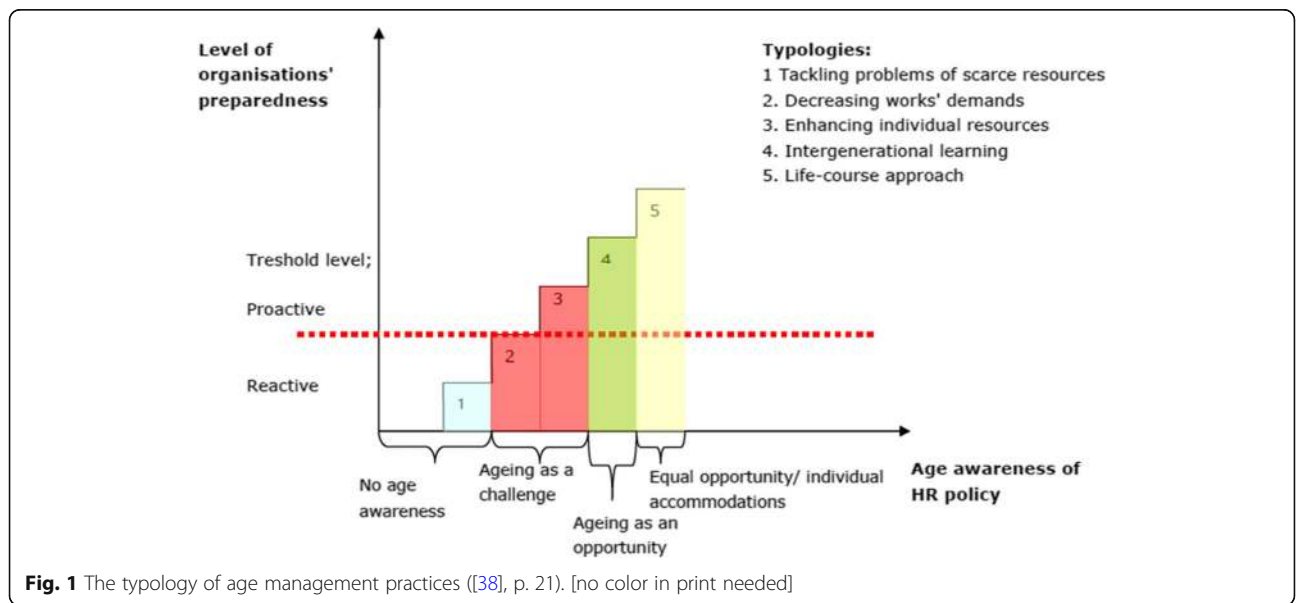 Level of
organisations'
preparedness
Typologies:
1 Tackling problems of scarce resources
2. Decreasing works' demands
3. Enhancing individual resources
4. Intergenerational learning
5. Life-course approach
5
4
Treshold level;
3
Proactive
2
Reactive
1
No age
awareness
Ageing as a
challenge
Ageing as an
opportunity
Equal opportunity/ individual
accommodations
Age awareness of
HR policy
Fig. 1 The typology of age management practices ([38], p. 21). [no color in print needed]